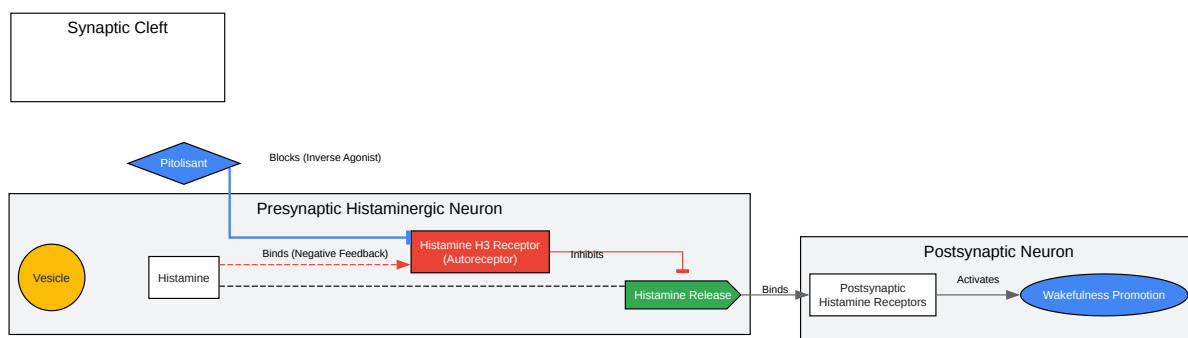 Synaptic Cleft
Pitolisant
Blocks (Inverse Agonist)
Presynaptic Histaminergic Neuron
Vesicle
Histamine
Binds (Negative Feedback)
Histamine H3 Receptor
(Autoreceptor)
Inhibits
Histamine Release
Binds
Postsynaptic Neuron
Postsynaptic
Histamine Receptors
Activates
Wakefulness Promotion